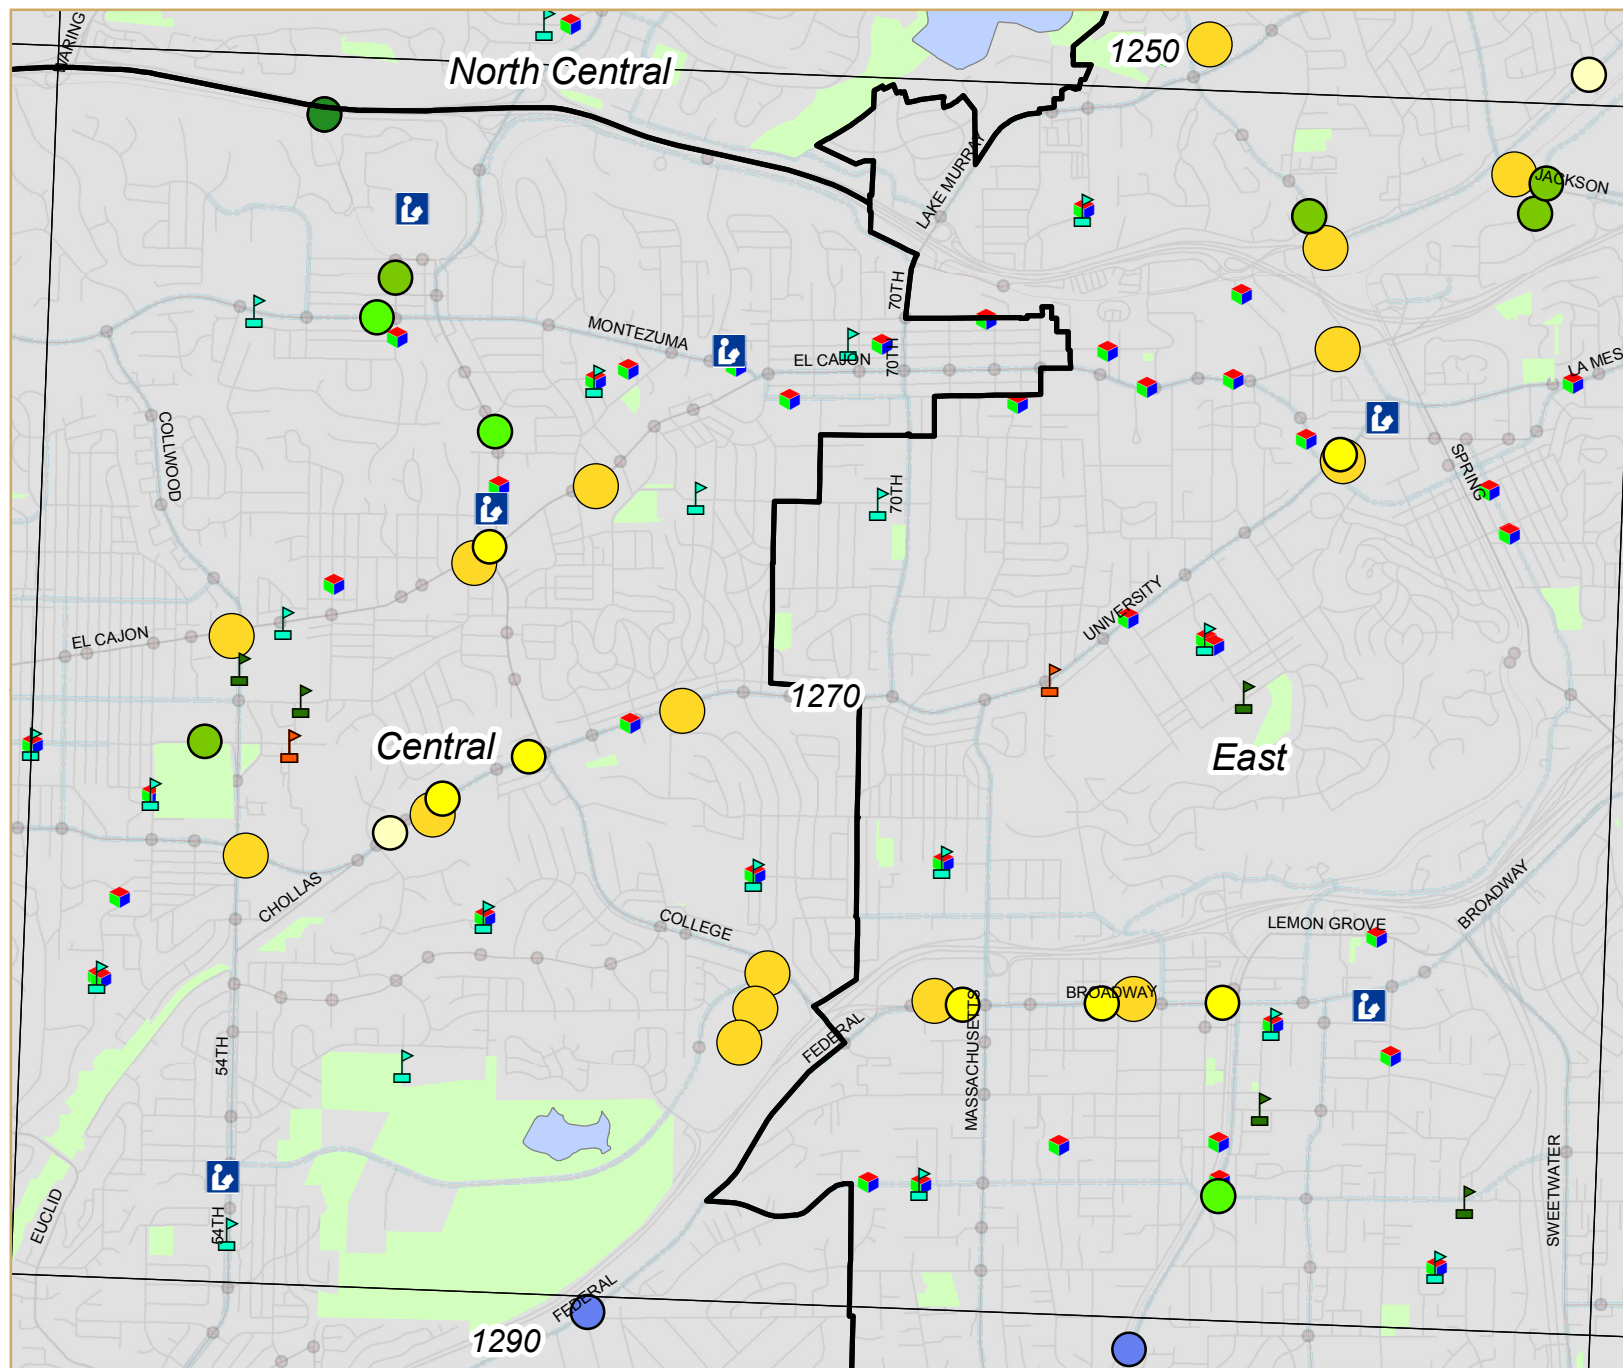 WARING
North Central
1250
JACKSON
LAKE MURRAY
70TH
MONTEZUMA
EL CAJON
70TH
LA MES
COLLWOOD
SPRING
70TH
UNIVERSITY
EL CAJON
1270
Central
East
CHOLLAS
COLLEGE
LEMON GROVE
BROADWAY
BROADWAY
FEDERAL
MASSACHUSETTS
54TH
EUCLID
54TH
SWEETWATER
FEDERAL
1290